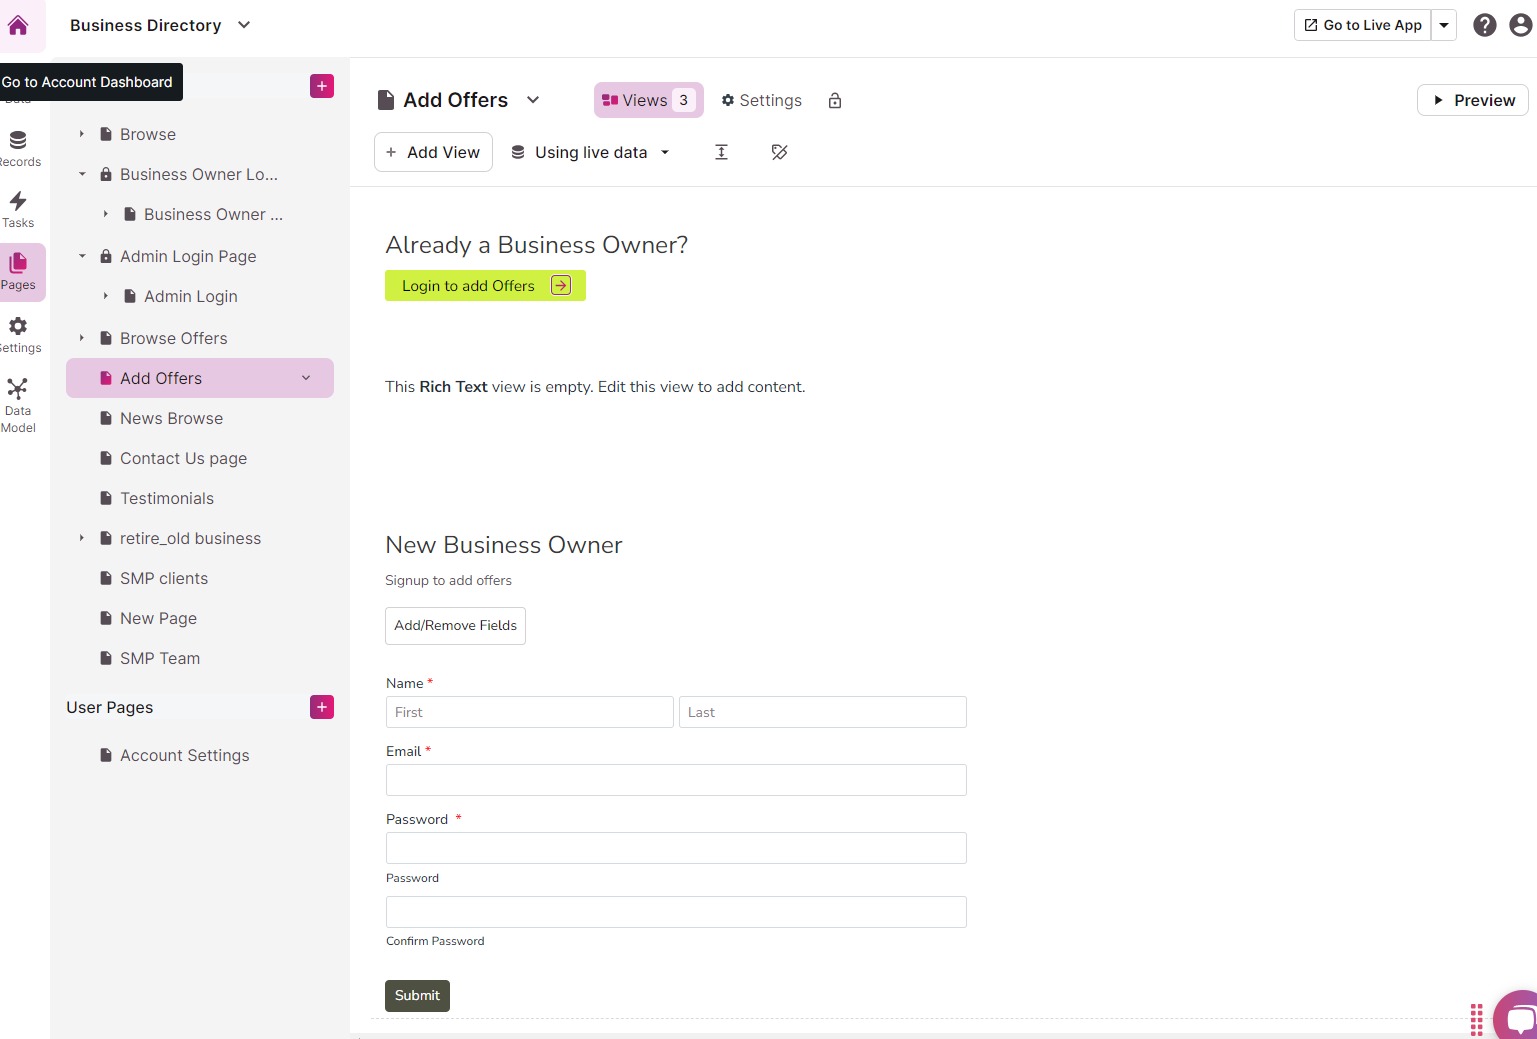 Business Directory
Go to Live App
Go to Account Dashboard
Records
Tasks
Pages
Settings
Data
Model
Browse
Business Owner Lo...
Business Owner ...
Admin Login Page
Admin Login
Browse Offers
Add Offers
News Browse
Contact Us page
Testimonials
retire_old business
SMP clients
New Page
SMP Team
User Pages
Account Settings
Add Offers
Views 3
Settings
Preview
+ Add View
Using live data
Already a Business Owner?
Login to add Offers
This Rich Text view is empty. Edit this view to add content.
New Business Owner
Signup to add offers
Add/Remove Fields
Name *
First
Last
Email *
Password *
Password
Confirm Password
Submit